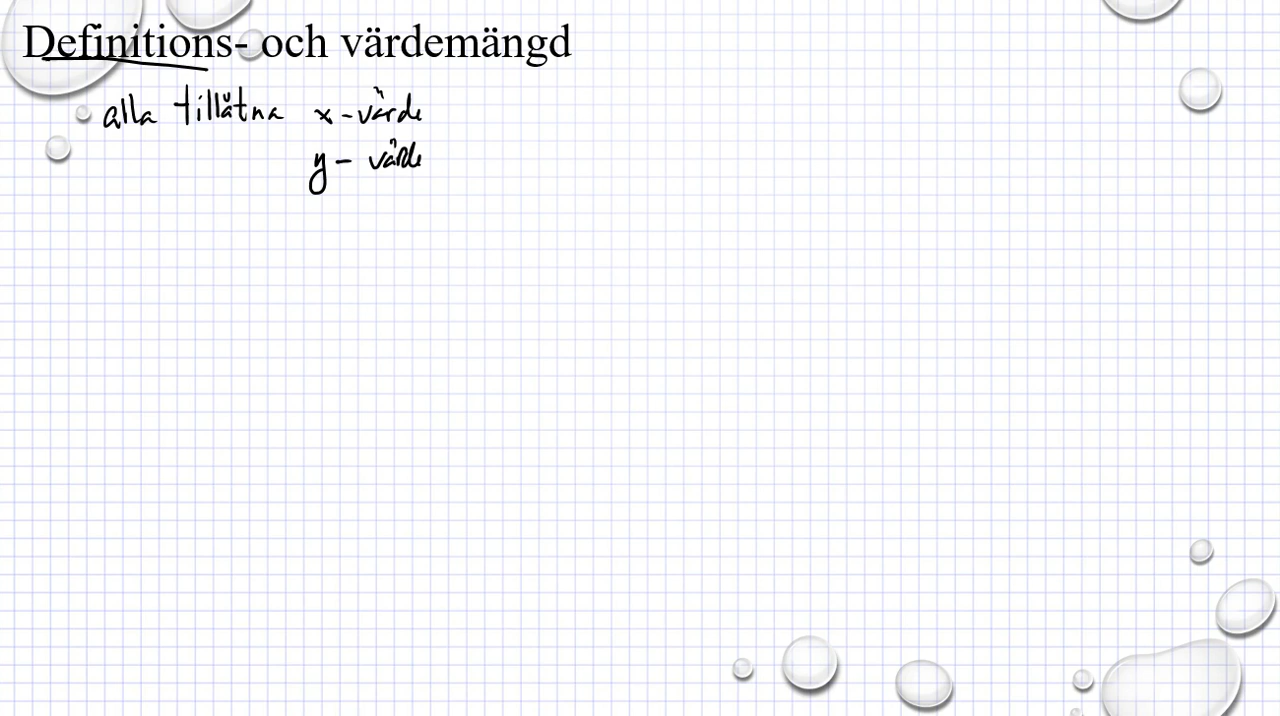 Definitions- och värdemängd
alla tillåtna x-värde
y - värde